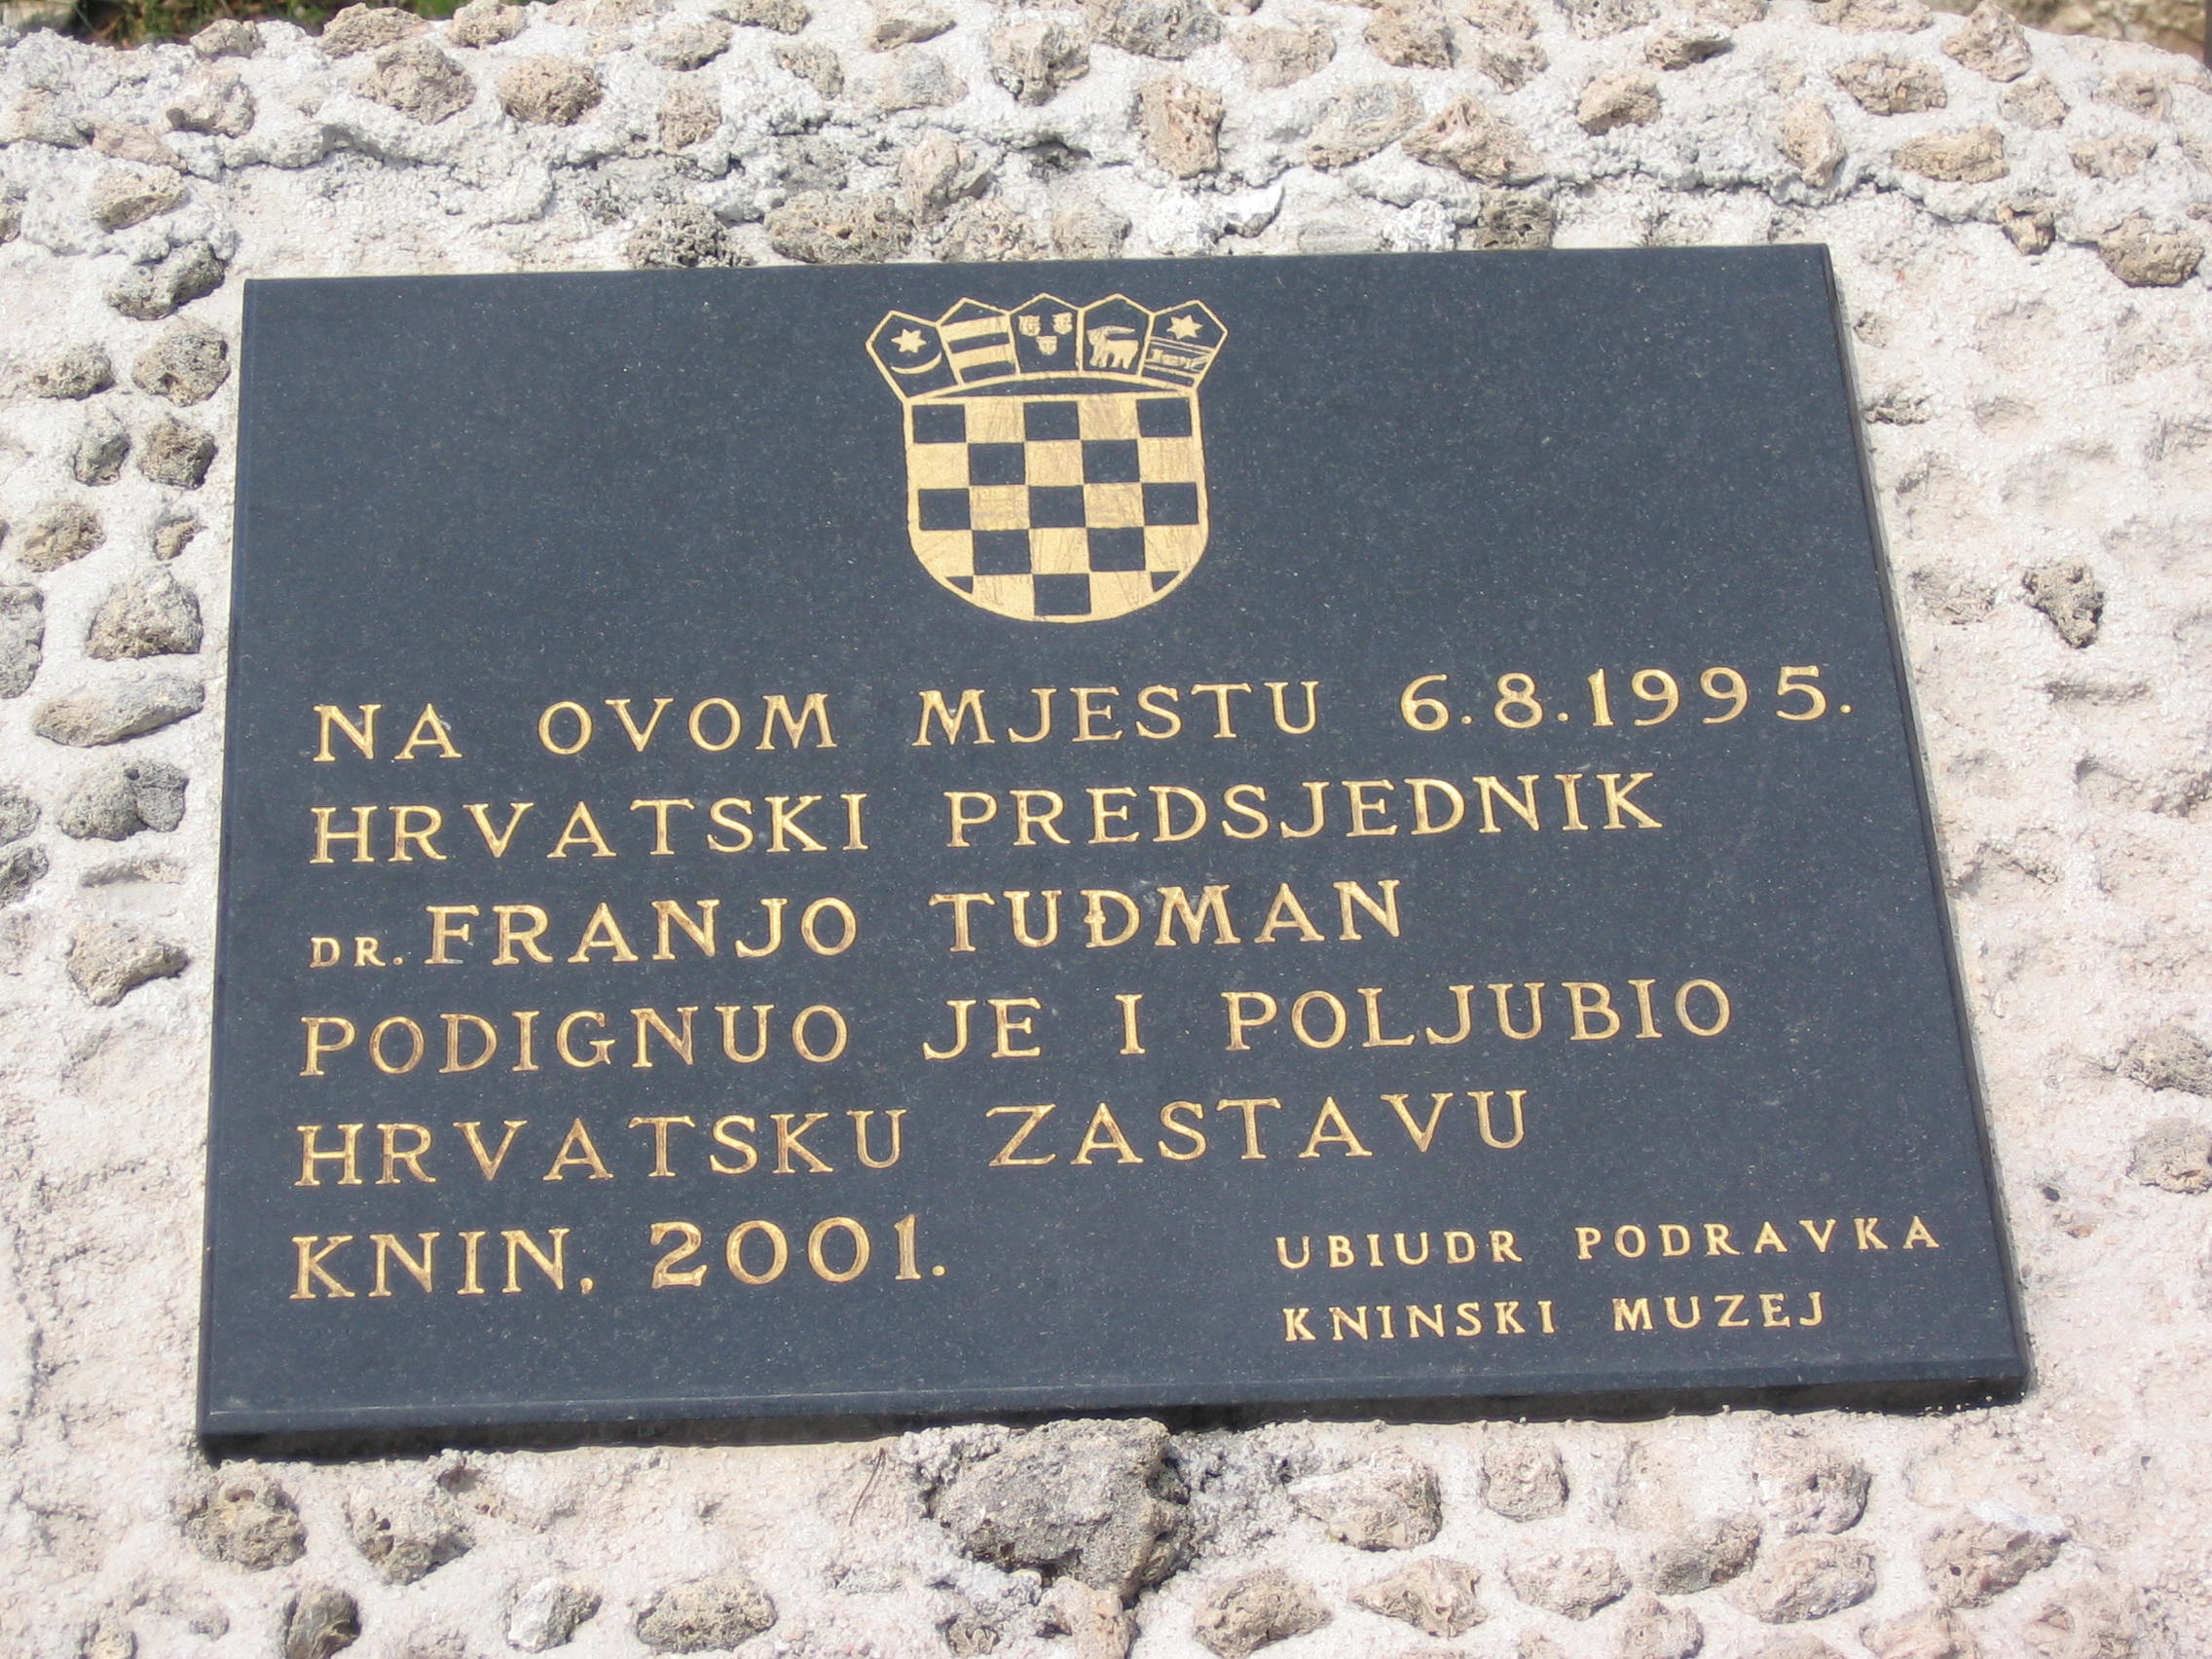 NA OVOM MJESTU 6.8.1995.
HRVATSKI PREDSJEDNIK
DR. FRANJO TUĐMAN
PODIGNUO JE I POLJUBIO
HRVATSKU ZASTAVU
KNIN, 2001.
UBIUDR PODRAVKA
KNINSKI MUZEJ